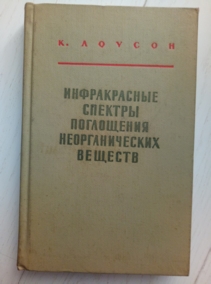 К. ЛОУСОН
ИНФРАКРАСНЫЕ
СПЕКТРЫ
ПОГЛОЩЕНИЯ
НЕОРГАНИЧЕСКИХ
ВЕЩЕСТВ